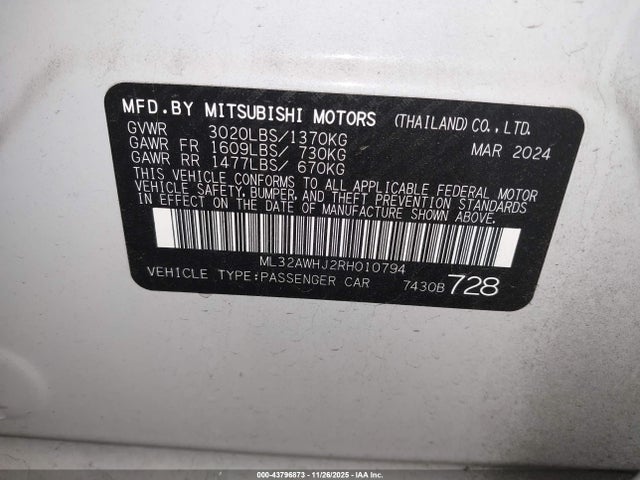 MFD.BY MITSUBISHI MOTORS (THAILAND) CO., LTD.
GVWR 3020LBS/1370KG MAR 2024
GAWR FR 1609LBS/ 730KG
GAWR RR 1477LBS/ 670KG
THIS VEHICLE CONFORMS TO ALL APPLICABLE FEDERAL MOTOR
VEHICLE SAFETY, BUMPER, AND THEFT PREVENTION STANDARDS
IN EFFECT ON THE DATE OF MANUFACTURE SHOWN ABOVE.
ML32AWHJ2RH010794
VEHICLE TYPE:PASSENGER CAR 7430B 728
000-43796873 11/26/2025 IAA Inc.